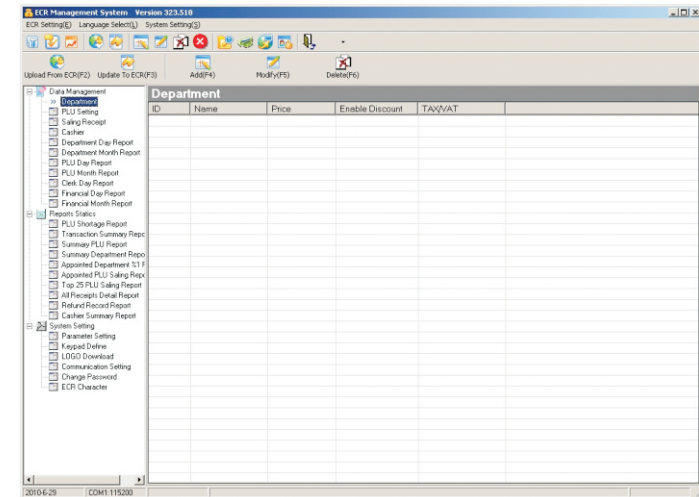 ECR Management System Version 323.510
ECR Setting(E) Language Select(L) System Setting(S)
Upload From ECR(F2) Update To ECR(F3) Add(F4) Modify(F5) Delete(F6)
Data Management
Department
PLU Setting
Saling Receipt
Cashier
Department Day Report
Department Month Report
PLU Day Report
PLU Month Report
Clerk Day Report
Financial Day Report
Financial Month Report
Reports Statics
PLU Shortage Report
Transaction Summary Repc
Summary PLU Report
Summary Department Repo
Appointed Department %1 F
Appointed PLU Saling Repo
Top 25 PLU Saling Report
All Receipts Detail Report
Refund Record Report
Cashier Summary Report
System Setting
Parameter Setting
Keypad Define
LOGO Download
Communication Setting
Change Password
ECR Character
Department
ID Name Price Enable Discount TAX/VAT
2010-6-29 COM1:115200